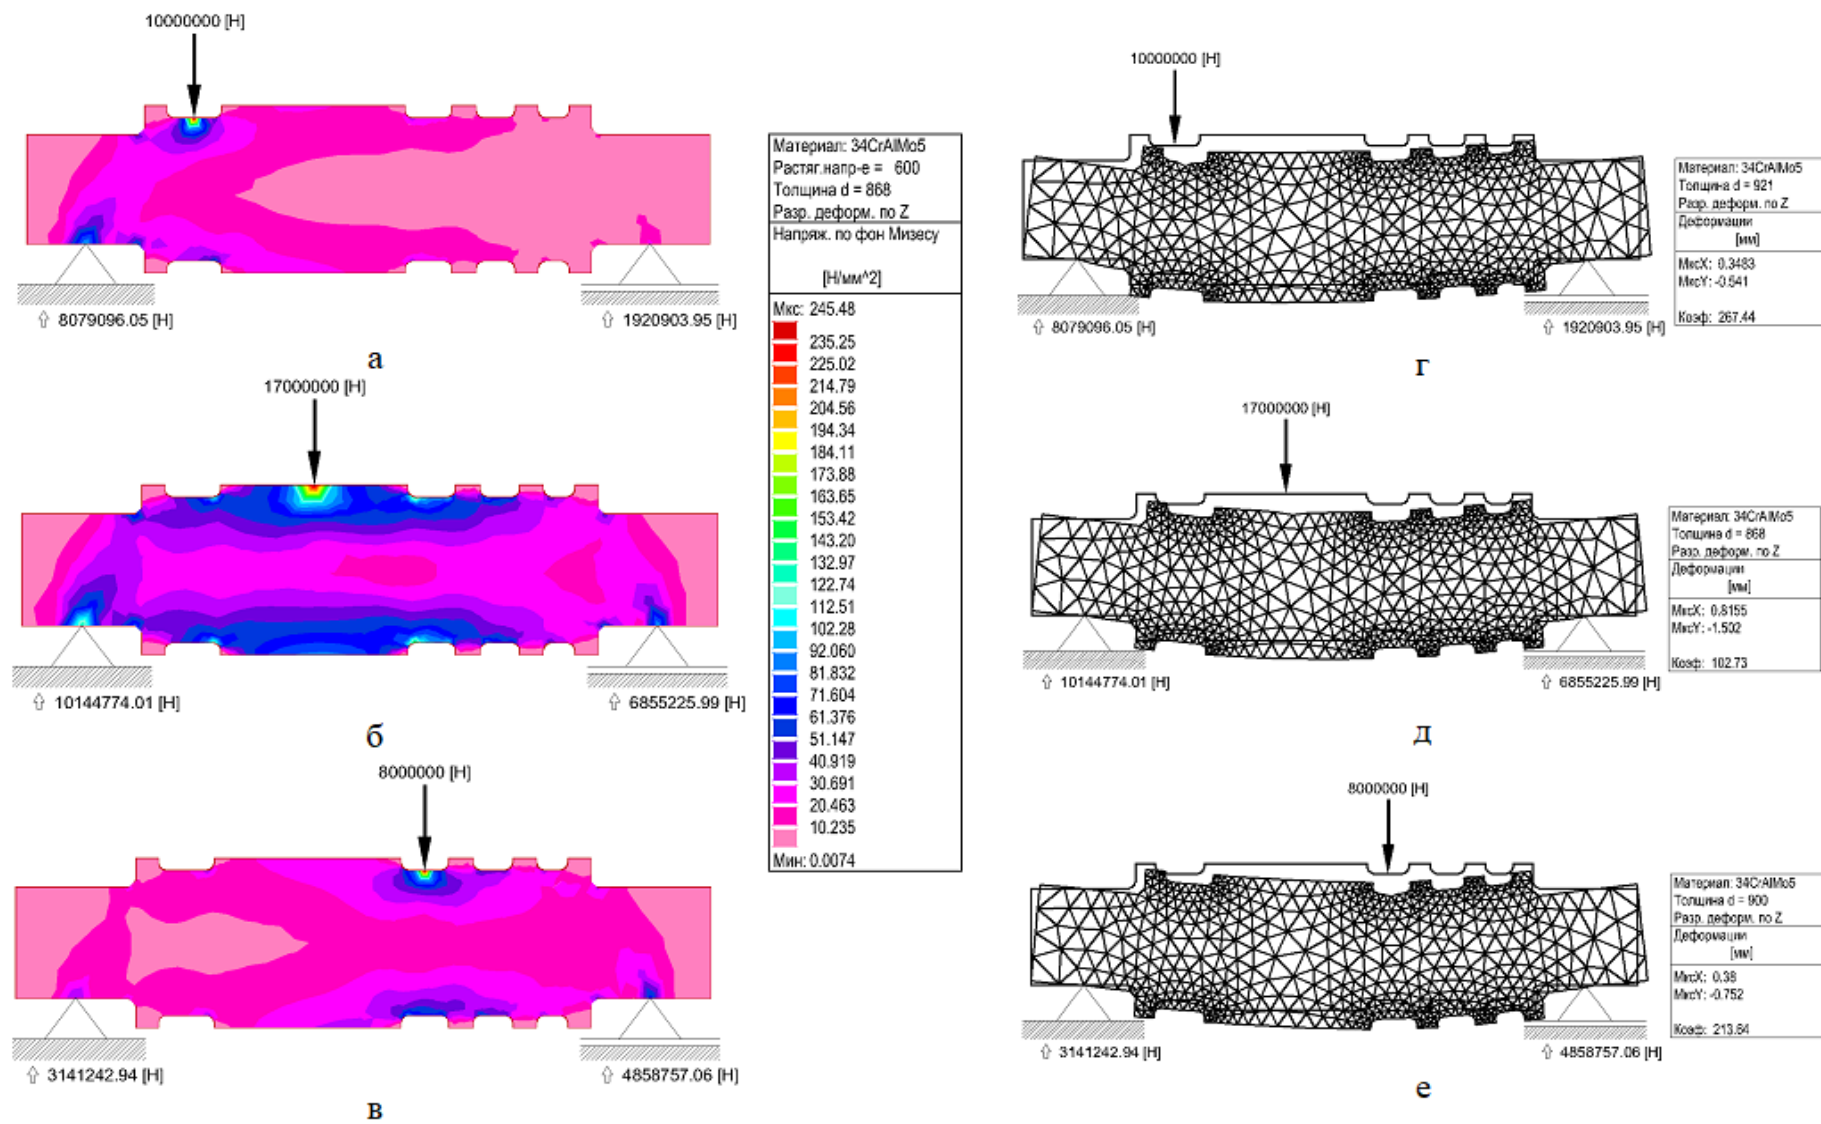 10000000 [Н]
8079096.05 [Н]
1920903.95 [Н]
а
17000000 [Н]
10144774.01 [Н]
6855225.99 [Н]
б
8000000 [Н]
3141242.94 [Н]
4858757.06 [Н]
в
Материал: 34CrAlMo5
Растяг.напр-е = 600
Толщина d = 868
Разр. деформ. по Z
Напряж. по фон Мизесу
[Н/мм^2]
Мкс: 245.48
235.25
225.02
214.79
204.56
194.34
184.11
173.88
163.65
153.42
143.20
132.97
122.74
112.51
102.28
92.060
81.832
71.604
61.376
51.147
40.919
30.691
20.463
10.235
Мин: 0.0074
10000000 [Н]
8079096.05 [Н]
1920903.95 [Н]
Материал: 34CrAlMo5
Толщина d = 921
Разр. деформ. по Z
Деформации
[мм]
МксX: 0.3483
МксY: -0.541
Коэф: 267.44
г
17000000 [Н]
10144774.01 [Н]
6855225.99 [Н]
Материал: 34CrAlMo5
Толщина d = 868
Разр. деформ. по Z
Деформации
[мм]
МксX: 0.8155
МксY: -1.502
Коэф: 102.73
д
8000000 [Н]
3141242.94 [Н]
4858757.06 [Н]
Материал: 34CrAlMo5
Толщина d = 900
Разр. деформ. по Z
Деформации
[мм]
МксX: 0.38
МксY: -0.752
Коэф: 213.64
е